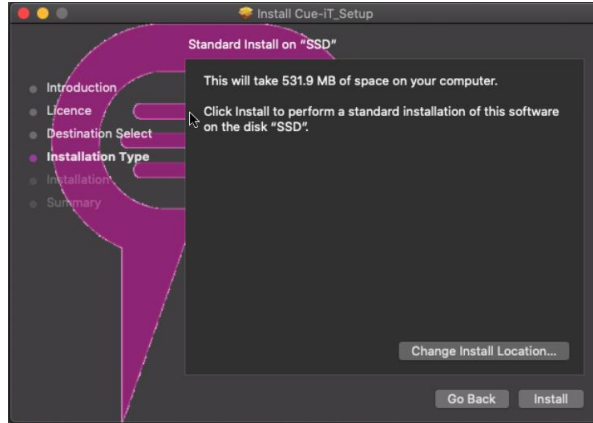 Install Cue-iT_Setup
Standard Install on "SSD"
Introduction
Licence
Destination Select
Installation Type
Installation
Summary
This will take 531.9 MB of space on your computer.
Click Install to perform a standard installation of this software
on the disk "SSD".
Change Install Location...
Go Back
Install